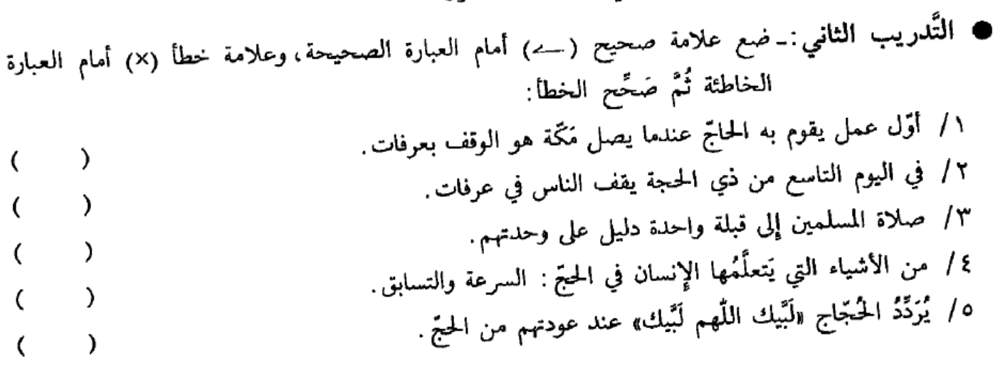 ● التَّدريب الثاني:ـ ضع علامة صحيح (✓) أمام العبارة الصحيحة، وعلامة خطأ (×) أمام العبارة
الخاطئة ثُمَّ صَحِّح الخطأ:
١/ أوّل عمل يقوم به الحاجّ عندما يصل مَكّة هو الوقف بعرفات. ( )
٢/ في اليوم التاسع من ذي الحجة يقف الناس في عرفات. ( )
٣/ صلاة المسلمين إلى قبلة واحدة دليل على وحدتهم. ( )
٤/ من الأشياء التي يَتعلَّمُها الإنسان في الحجّ: السرعة والتسابق. ( )
٥/ يُرَدِّدُ الحُجّاج «لَبَّيك اللّهم لَبَّيك» عند عودتهم من الحجّ. ( )